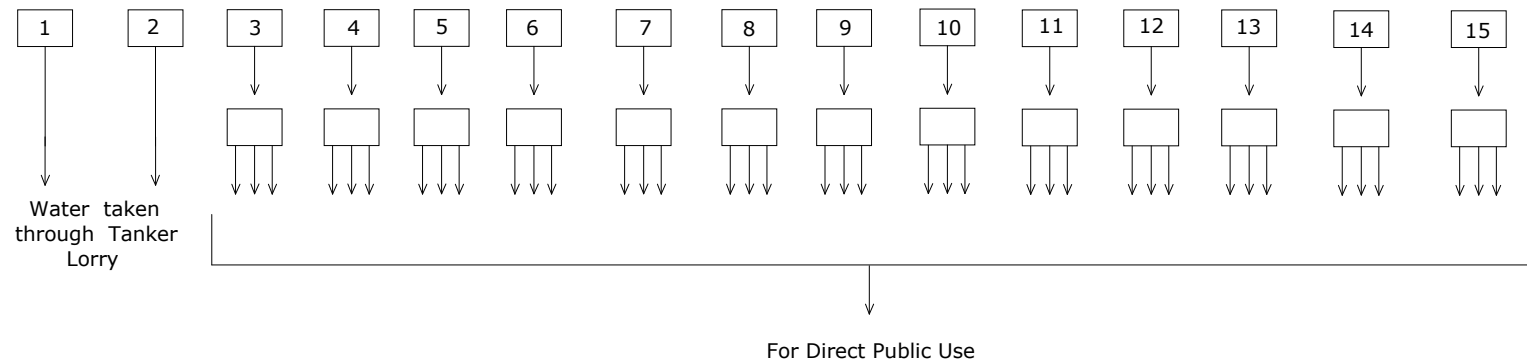 1 2 3 4 5 6 7 8 9 10 11 12 13 14 15
Water taken
through Tanker
Lorry
For Direct Public Use